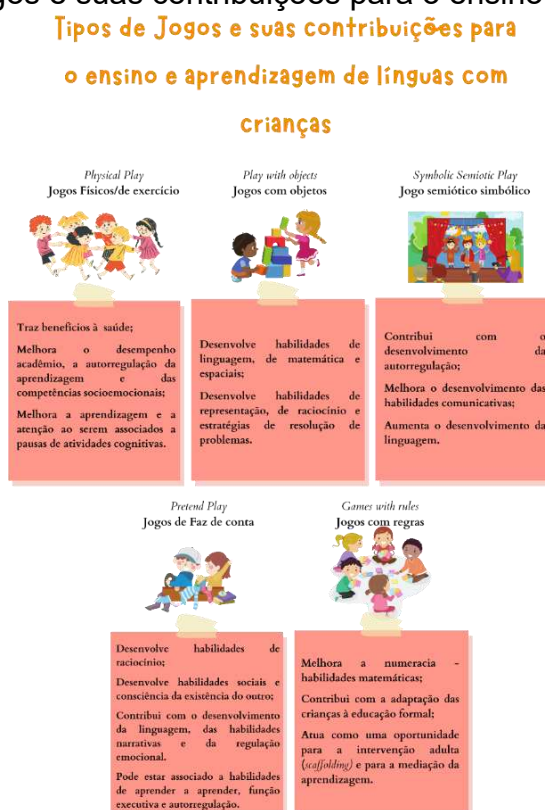 gos e suas contribuições para o ensino
Tipos de Jogos e suas contribuições para
o ensino e aprendizagem de línguas com
crianças
Physical Play
Jogos Físicos/de exercício
Play with objects
Jogos com objetos
Symbolic Semiotic Play
Jogo semiótico simbólico
Traz benefícios à saúde;
Melhora o desempenho
acadêmio, a autorregulação da
aprendizagem e das
competências socioemocionais;
Melhora a aprendizagem e a
atenção ao serem associados a
pausas de atividades cognitivas.
Desenvolve habilidades de
linguagem, de matemática e
espaciais;
Desenvolve habilidades de
representação, de raciocínio e
estratégias de resolução de
problemas.
Contribui com o
desenvolvimento da
autorregulação;
Melhora o desenvolvimento das
habilidades comunicativas;
Aumenta o desenvolvimento da
linguagem.
Pretend Play
Jogos de Faz de conta
Games with rules
Jogos com regras
Desenvolve habilidades de
raciocínio;
Desenvolve habilidades sociais e
consciência da existência do outro;
Contribui com o desenvolvimento
da linguagem, das habilidades
narrativas e da regulação
emocional.
Pode estar associado a habilidades
de aprender a aprender, função
executiva e autorregulação.
Melhora a numeracia -
habilidades matemáticas;
Contribui com a adaptação das
crianças à educação formal;
Atua como uma oportunidade
para a intervenção adulta
(scaffolding) e para a mediação da
aprendizagem.